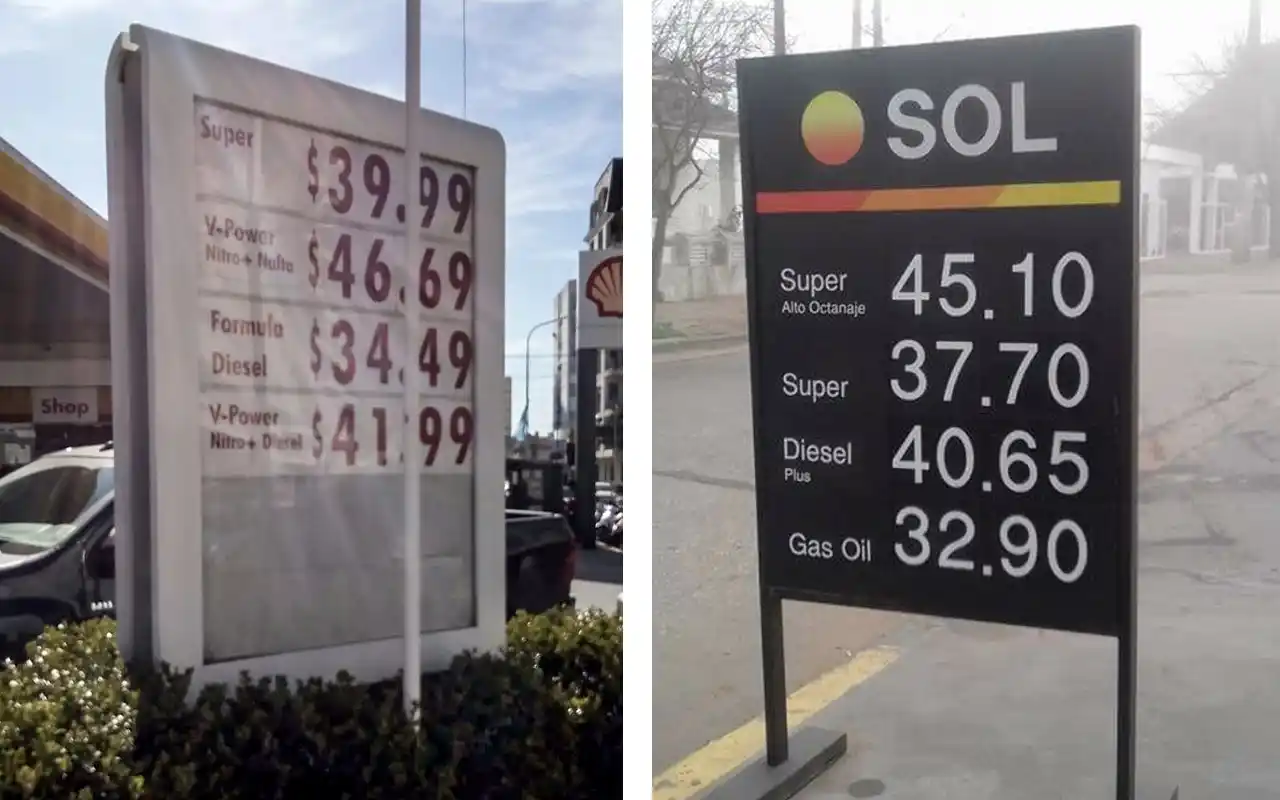 Super $39.99
V-Power
Nitro+ Nafta $46.69
Formula
Diesel $34.49
V-Power
Nitro+ Diesel $41.99
Shop
SOL
Super 45.10
Alto Octanaje
Super 37.70
Diesel 40.65
Plus
Gas Oil 32.90